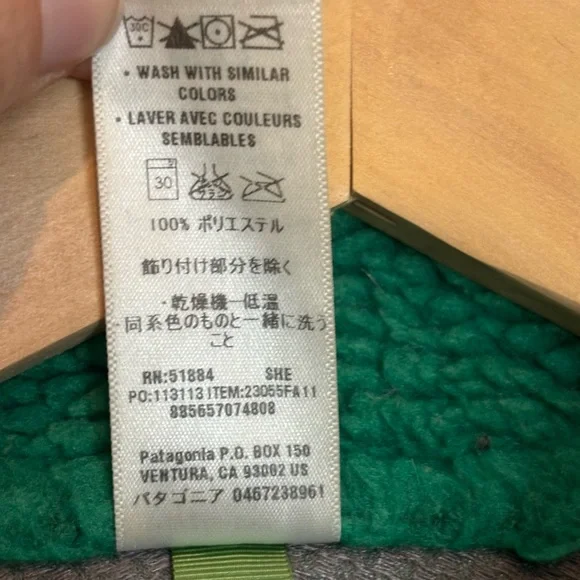 30C
• WASH WITH SIMILAR
COLORS
• LAVER AVEC COULEURS
SEMBLABLES
30
100% ポリエステル
飾り付け部分を除く
・乾燥機一低温
・同系色のものと一緒に洗う
こと
RN:51884 SHE
PO:113113 ITEM:23055FA11
885657074808
Patagonia P.O. BOX 150
VENTURA, CA 93002 US
パタゴニア 0467238961